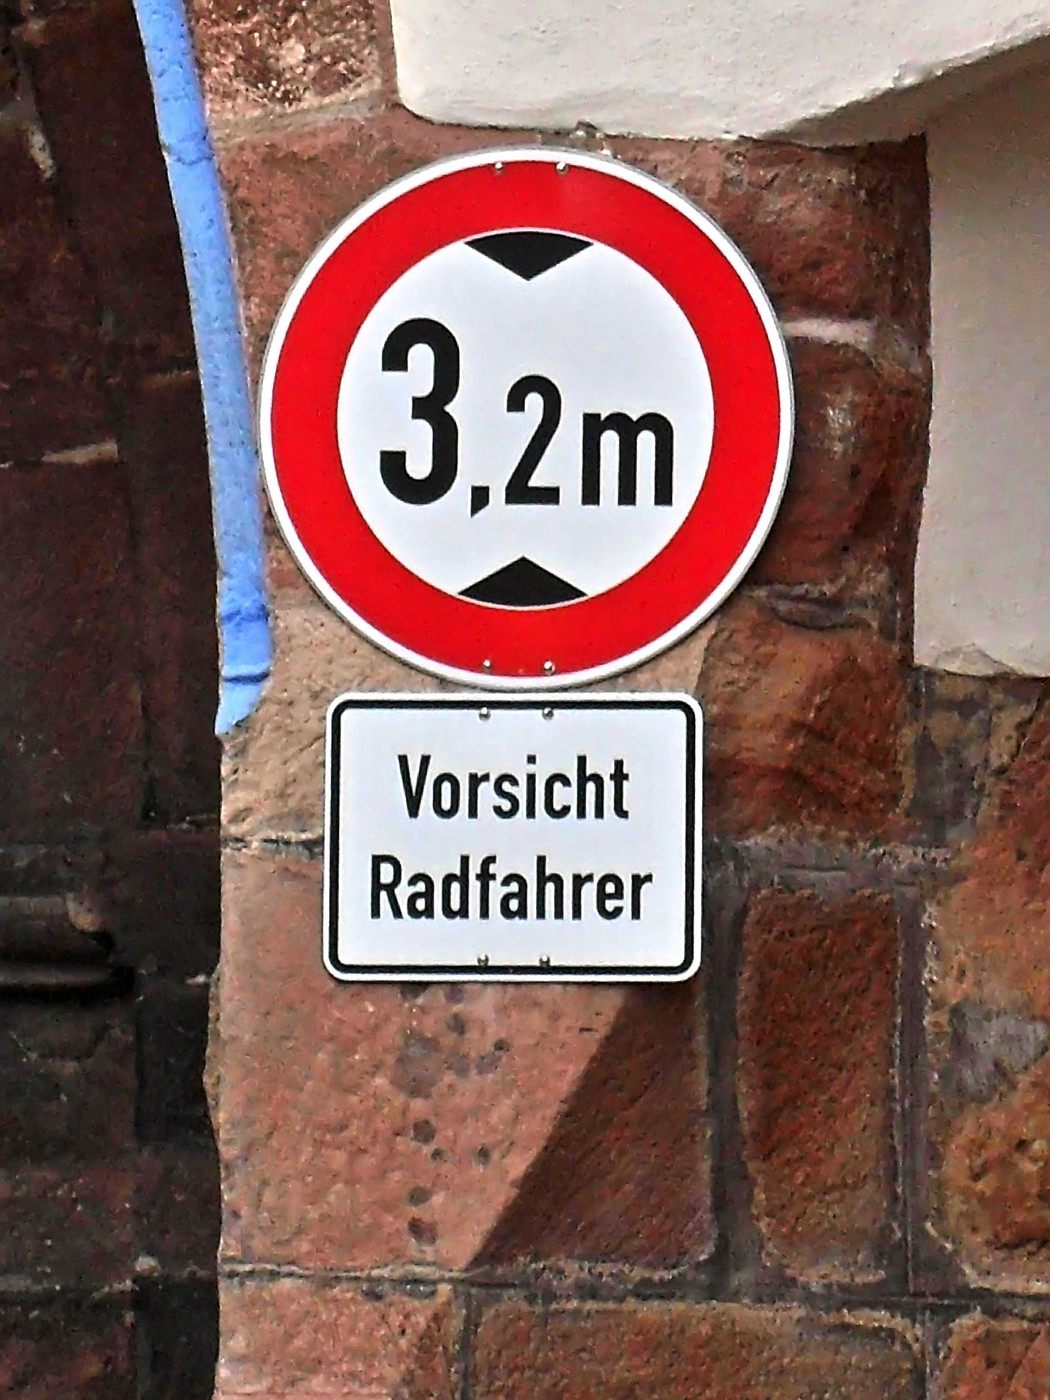 3,2m
Vorsicht
Radfahrer